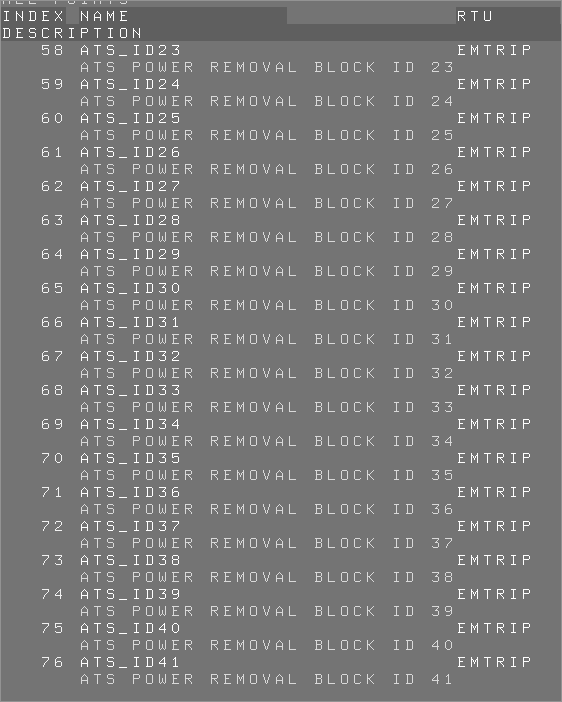 ALL POINTS
INDEX NAME RTU
DESCRIPTION
58 ATS_ID23 EMTRIP
ATS POWER REMOVAL BLOCK ID 23
59 ATS_ID24 EMTRIP
ATS POWER REMOVAL BLOCK ID 24
60 ATS_ID25 EMTRIP
ATS POWER REMOVAL BLOCK ID 25
61 ATS_ID26 EMTRIP
ATS POWER REMOVAL BLOCK ID 26
62 ATS_ID27 EMTRIP
ATS POWER REMOVAL BLOCK ID 27
63 ATS_ID28 EMTRIP
ATS POWER REMOVAL BLOCK ID 28
64 ATS_ID29 EMTRIP
ATS POWER REMOVAL BLOCK ID 29
65 ATS_ID30 EMTRIP
ATS POWER REMOVAL BLOCK ID 30
66 ATS_ID31 EMTRIP
ATS POWER REMOVAL BLOCK ID 31
67 ATS_ID32 EMTRIP
ATS POWER REMOVAL BLOCK ID 32
68 ATS_ID33 EMTRIP
ATS POWER REMOVAL BLOCK ID 33
69 ATS_ID34 EMTRIP
ATS POWER REMOVAL BLOCK ID 34
70 ATS_ID35 EMTRIP
ATS POWER REMOVAL BLOCK ID 35
71 ATS_ID36 EMTRIP
ATS POWER REMOVAL BLOCK ID 36
72 ATS_ID37 EMTRIP
ATS POWER REMOVAL BLOCK ID 37
73 ATS_ID38 EMTRIP
ATS POWER REMOVAL BLOCK ID 38
74 ATS_ID39 EMTRIP
ATS POWER REMOVAL BLOCK ID 39
75 ATS_ID40 EMTRIP
ATS POWER REMOVAL BLOCK ID 40
76 ATS_ID41 EMTRIP
ATS POWER REMOVAL BLOCK ID 41